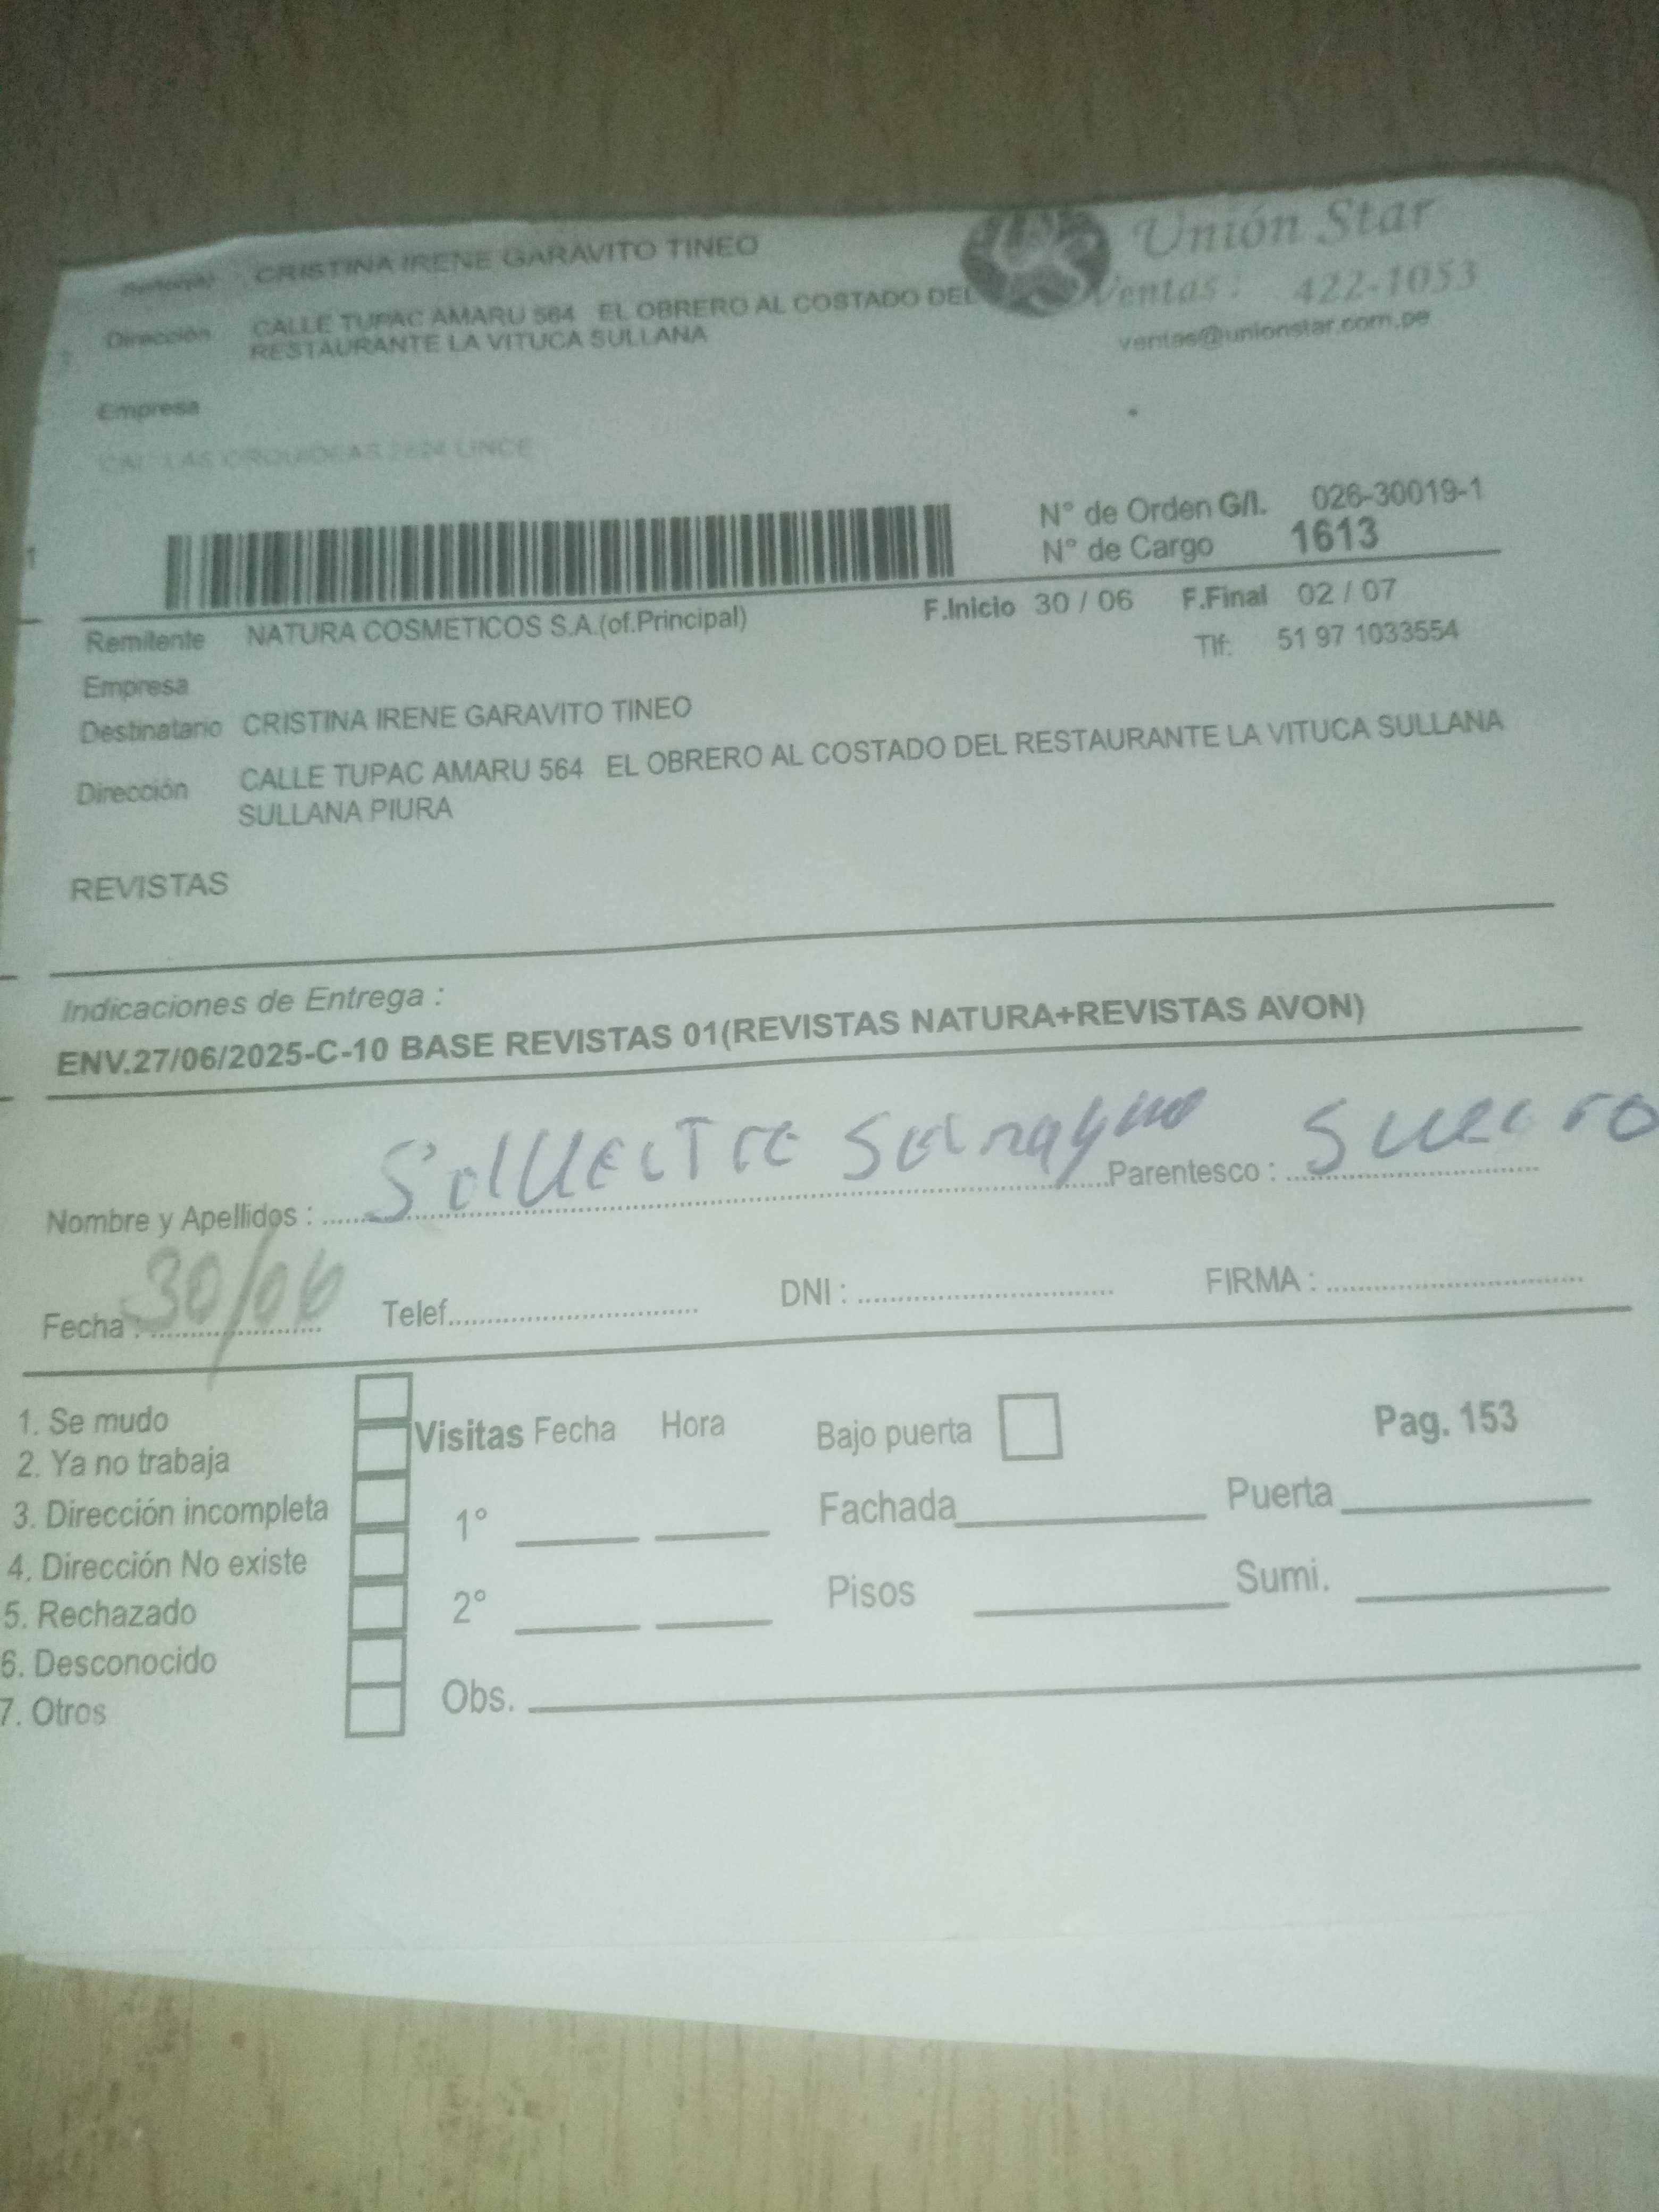 CRISTINA IRENE GARAVITO TINEO
Unión Star
Dirección CALLE TUPAC AMARU 564 EL OBRERO AL COSTADO DEL
RESTAURANTE LA VITUCA SULLANA
Ventas: 422-1053
ventas@unionstar.com.pe
Empresa
CAL. LAS ORQUIDEAS LINCE
N° de Orden G/I. 026-30019-1
N° de Cargo 1613
Remitente NATURA COSMETICOS S.A.(of.Principal) F.Inicio 30 / 06 F.Final 02 / 07
Tlf: 51 97 1033554
Empresa
Destinatario CRISTINA IRENE GARAVITO TINEO
Dirección CALLE TUPAC AMARU 564 EL OBRERO AL COSTADO DEL RESTAURANTE LA VITUCA SULLANA
SULLANA PIURA
REVISTAS
Indicaciones de Entrega :
ENV.27/06/2025-C-10 BASE REVISTAS 01(REVISTAS NATURA+REVISTAS AVON)
Nombre y Apellidos : Parentesco : SUEGRO
Fecha : 30/06 Telef. DNI : FIRMA :
1. Se mudo
2. Ya no trabaja
3. Dirección incompleta
4. Dirección No existe
5. Rechazado
6. Desconocido
7. Otros
Visitas Fecha Hora Bajo puerta Pag. 153
1° Fachada Puerta
2° Pisos Sumi.
Obs.